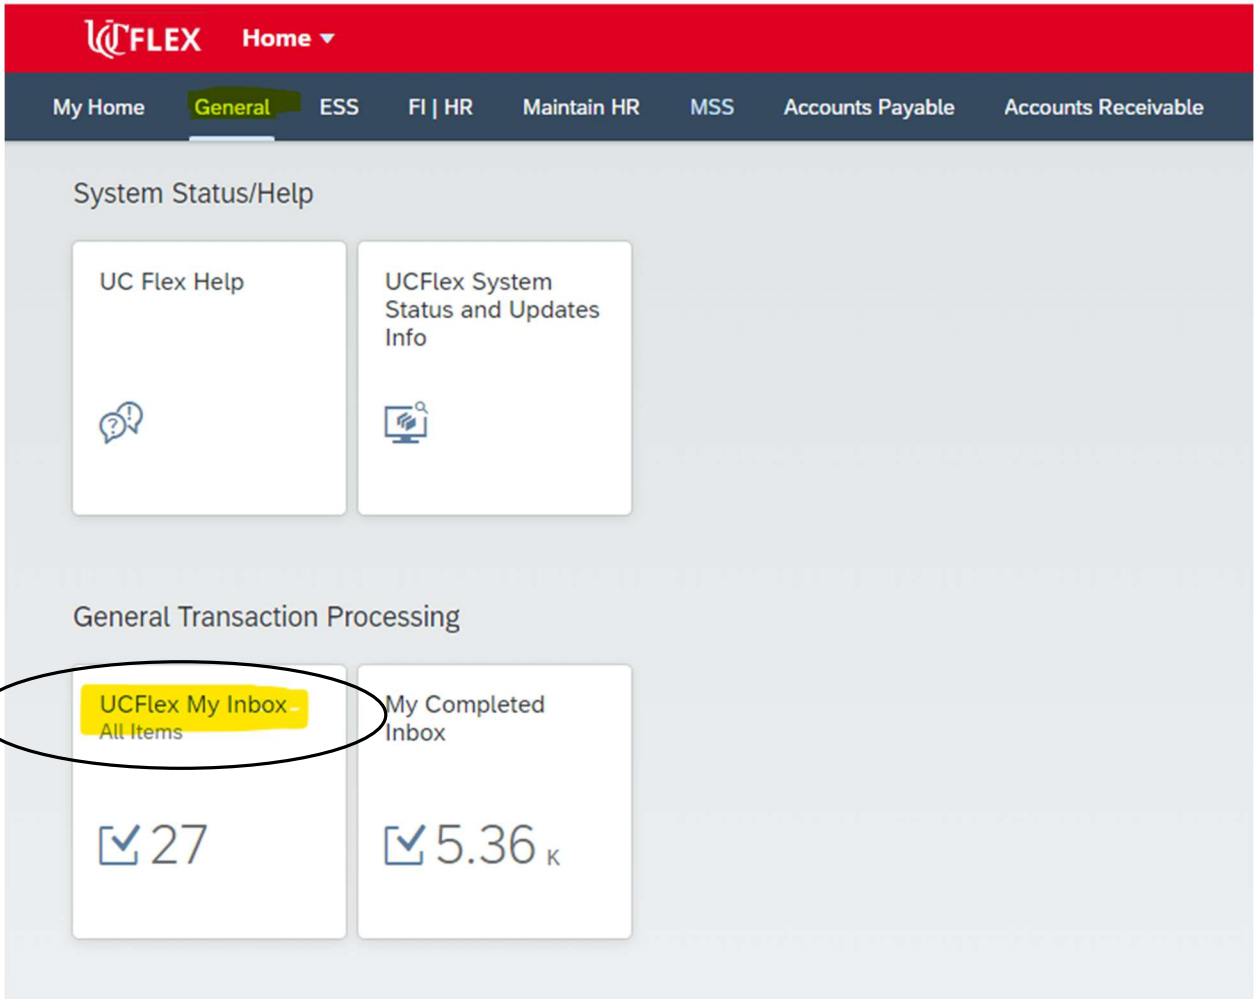 UCFLEX Home
My Home General ESS FI | HR Maintain HR MSS Accounts Payable Accounts Receivable
System Status/Help
UC Flex Help
UCFlex System
Status and Updates
Info
General Transaction Processing
UCFlex My Inbox
All Items
27
My Completed
Inbox
5.36 K